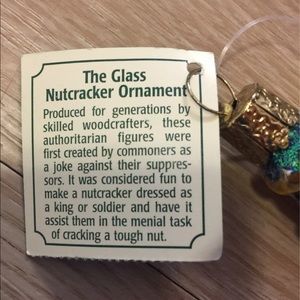 The Glass
Nutcracker Ornament
Produced for generations by
skilled woodcrafters, these
authoritarian figures were
first created by commoners as
a joke against their suppres-
sors. It was considered fun to
make a nutcracker dressed as
a king or soldier and have it
assist them in the menial task
of cracking a tough nut.